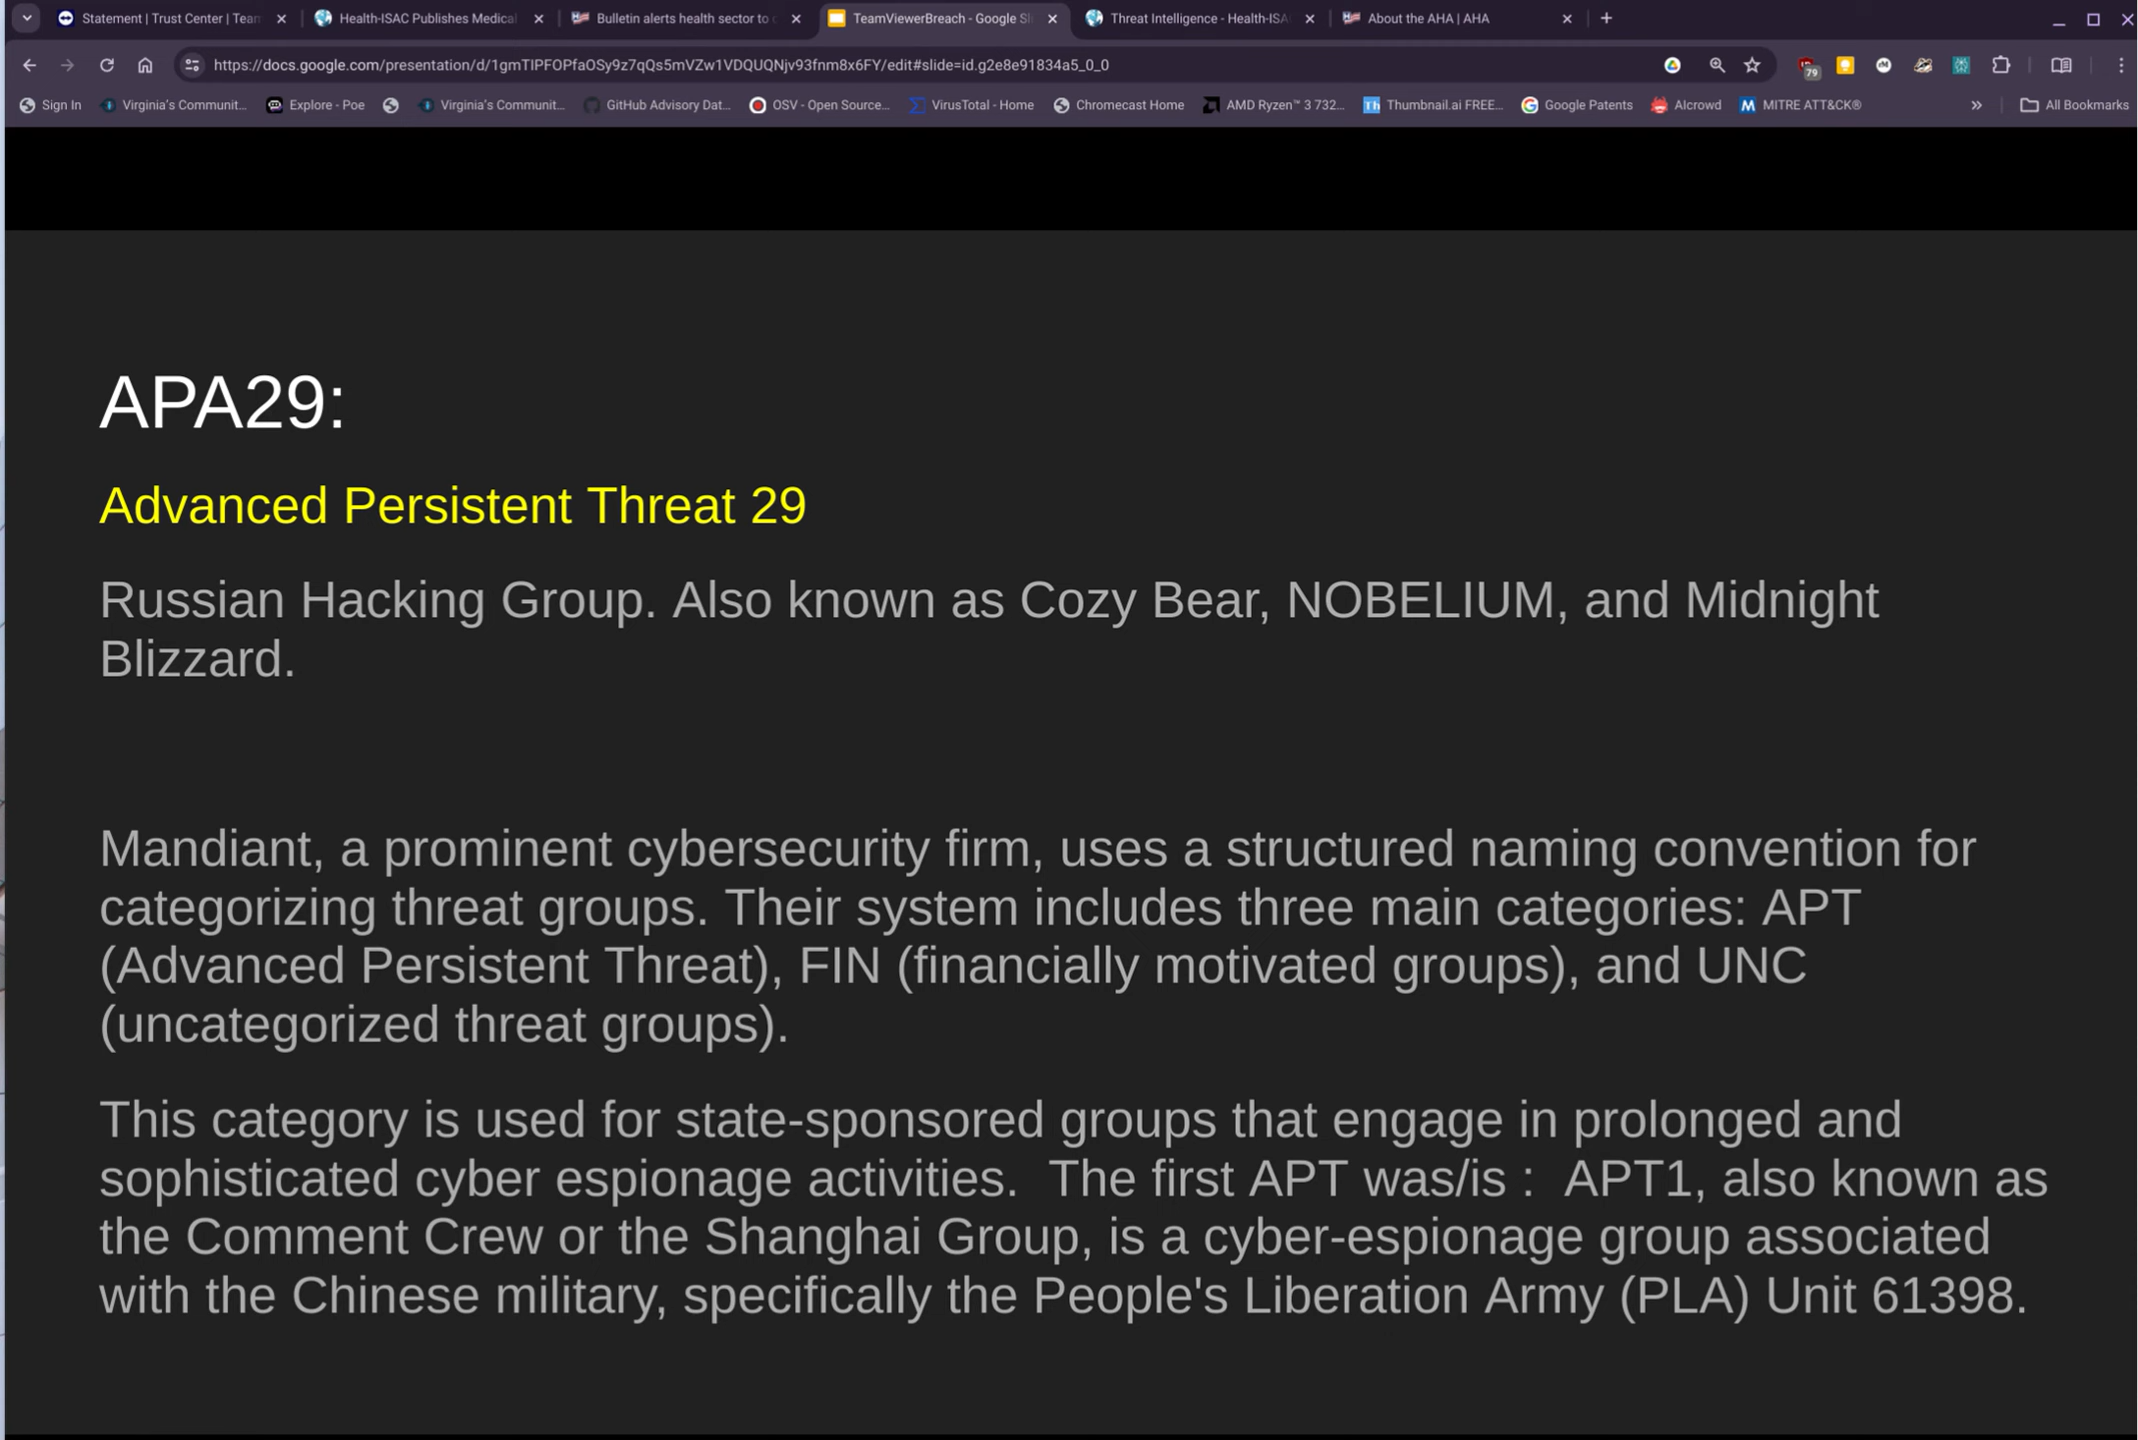 Statement | Trust Center | Team
Health-ISAC Publishes Medical
Bulletin alerts health sector to
TeamViewerBreach - Google Sl
Threat Intelligence - Health-ISA
About the AHA | AHA
https://docs.google.com/presentation/d/1gmTIPFOPfaOSy9z7qQs5mVZw1VDQUQNjv93fnm8x6FY/edit#slide=id.g2e8e91834a5_0_0
79
Sign In
Virginia's Communit...
Explore - Poe
Virginia's Communit...
GitHub Advisory Dat...
OSV - Open Source...
VirusTotal - Home
Chromecast Home
AMD Ryzen™ 3 732...
Th Thumbnail.ai FREE...
Google Patents
AIcrowd
M MITRE ATT&CK®
»
All Bookmarks
APA29:
Advanced Persistent Threat 29
Russian Hacking Group. Also known as Cozy Bear, NOBELIUM, and Midnight
Blizzard.
Mandiant, a prominent cybersecurity firm, uses a structured naming convention for
categorizing threat groups. Their system includes three main categories: APT
(Advanced Persistent Threat), FIN (financially motivated groups), and UNC
(uncategorized threat groups).
This category is used for state-sponsored groups that engage in prolonged and
sophisticated cyber espionage activities.  The first APT was/is :  APT1, also known as
the Comment Crew or the Shanghai Group, is a cyber-espionage group associated
with the Chinese military, specifically the People's Liberation Army (PLA) Unit 61398.